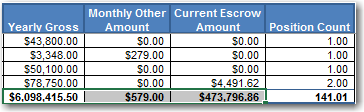 Monthly Other Current Escrow
Yearly Gross Amount Amount Position Count
$43,800.00 $0.00 $0.00 1.00
$3,348.00 $279.00 $0.00 1.00
$50,100.00 $0.00 $0.00 1.00
$78,750.00 $0.00 $4,491.62 2.00
$6,098,415.50 $579.00 $473,796.86 141.01